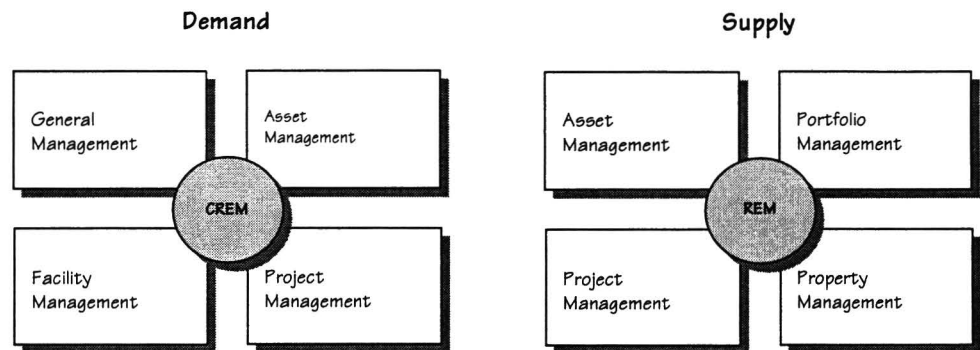 Demand
General
Management
Asset
Management
CREM
Facility
Management
Project
Management
Supply
Asset
Management
Portfolio
Management
REM
Project
Management
Property
Management